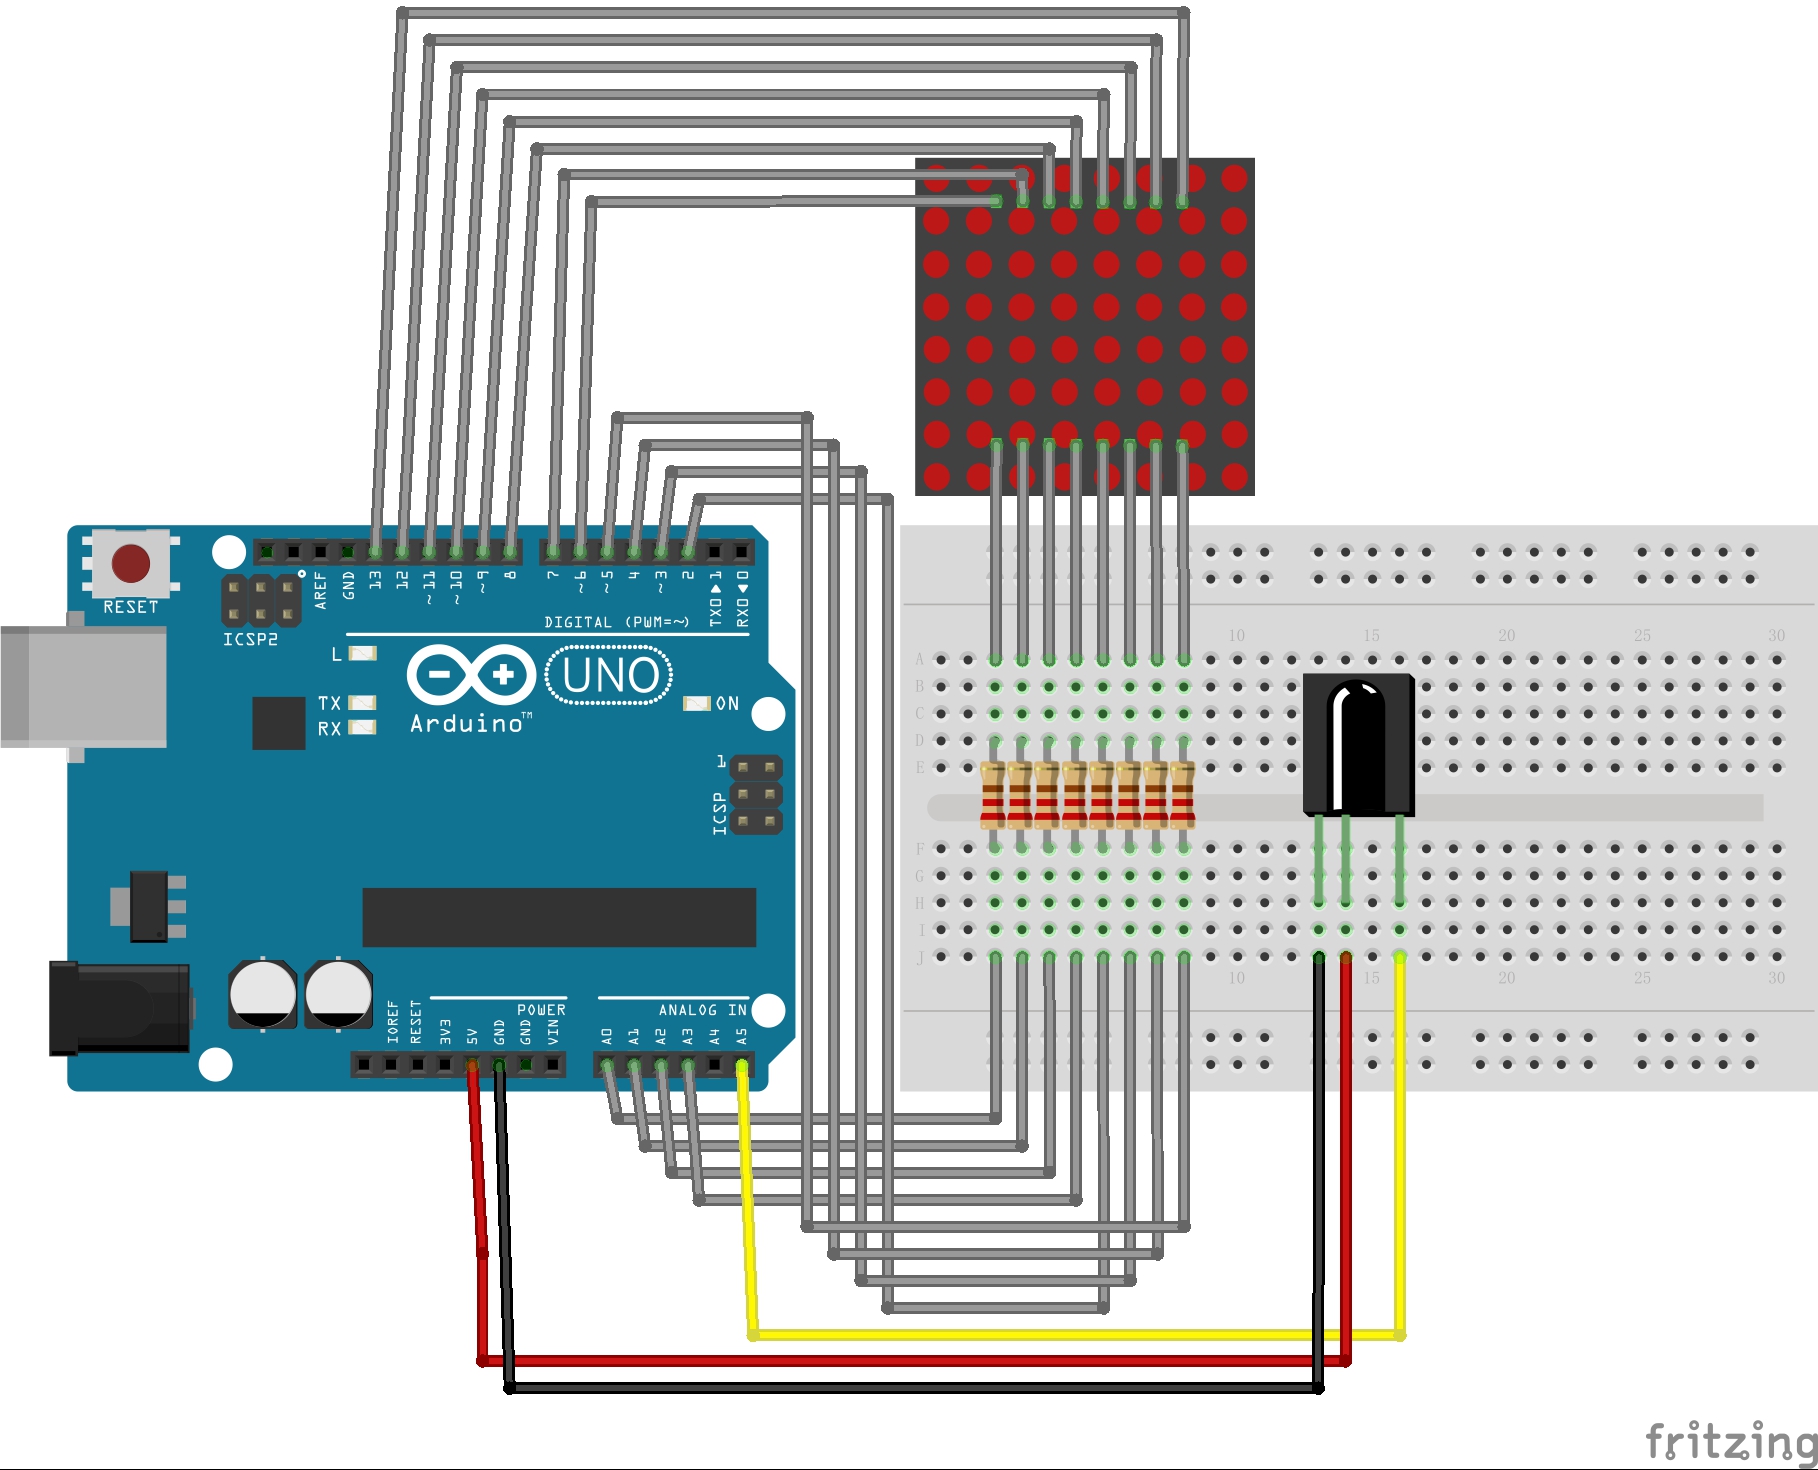 RESET
ICSP2
AREF
GND
13
12
~11
~10
~9
8
7
~6
~5
4
~3
2
TX0▶1
RX0◀0
DIGITAL (PWM=~)
L
TX
RX
UNO
Arduino™
ON
1
ICSP
IOREF
RESET
3V3
5V
GND
GND
VIN
POWER
ANALOG IN
A0
A1
A2
A3
A4
A5
10 15 20 25 30
A
B
C
D
E
F
G
H
I
J
10 15 20 25 30
fritzing